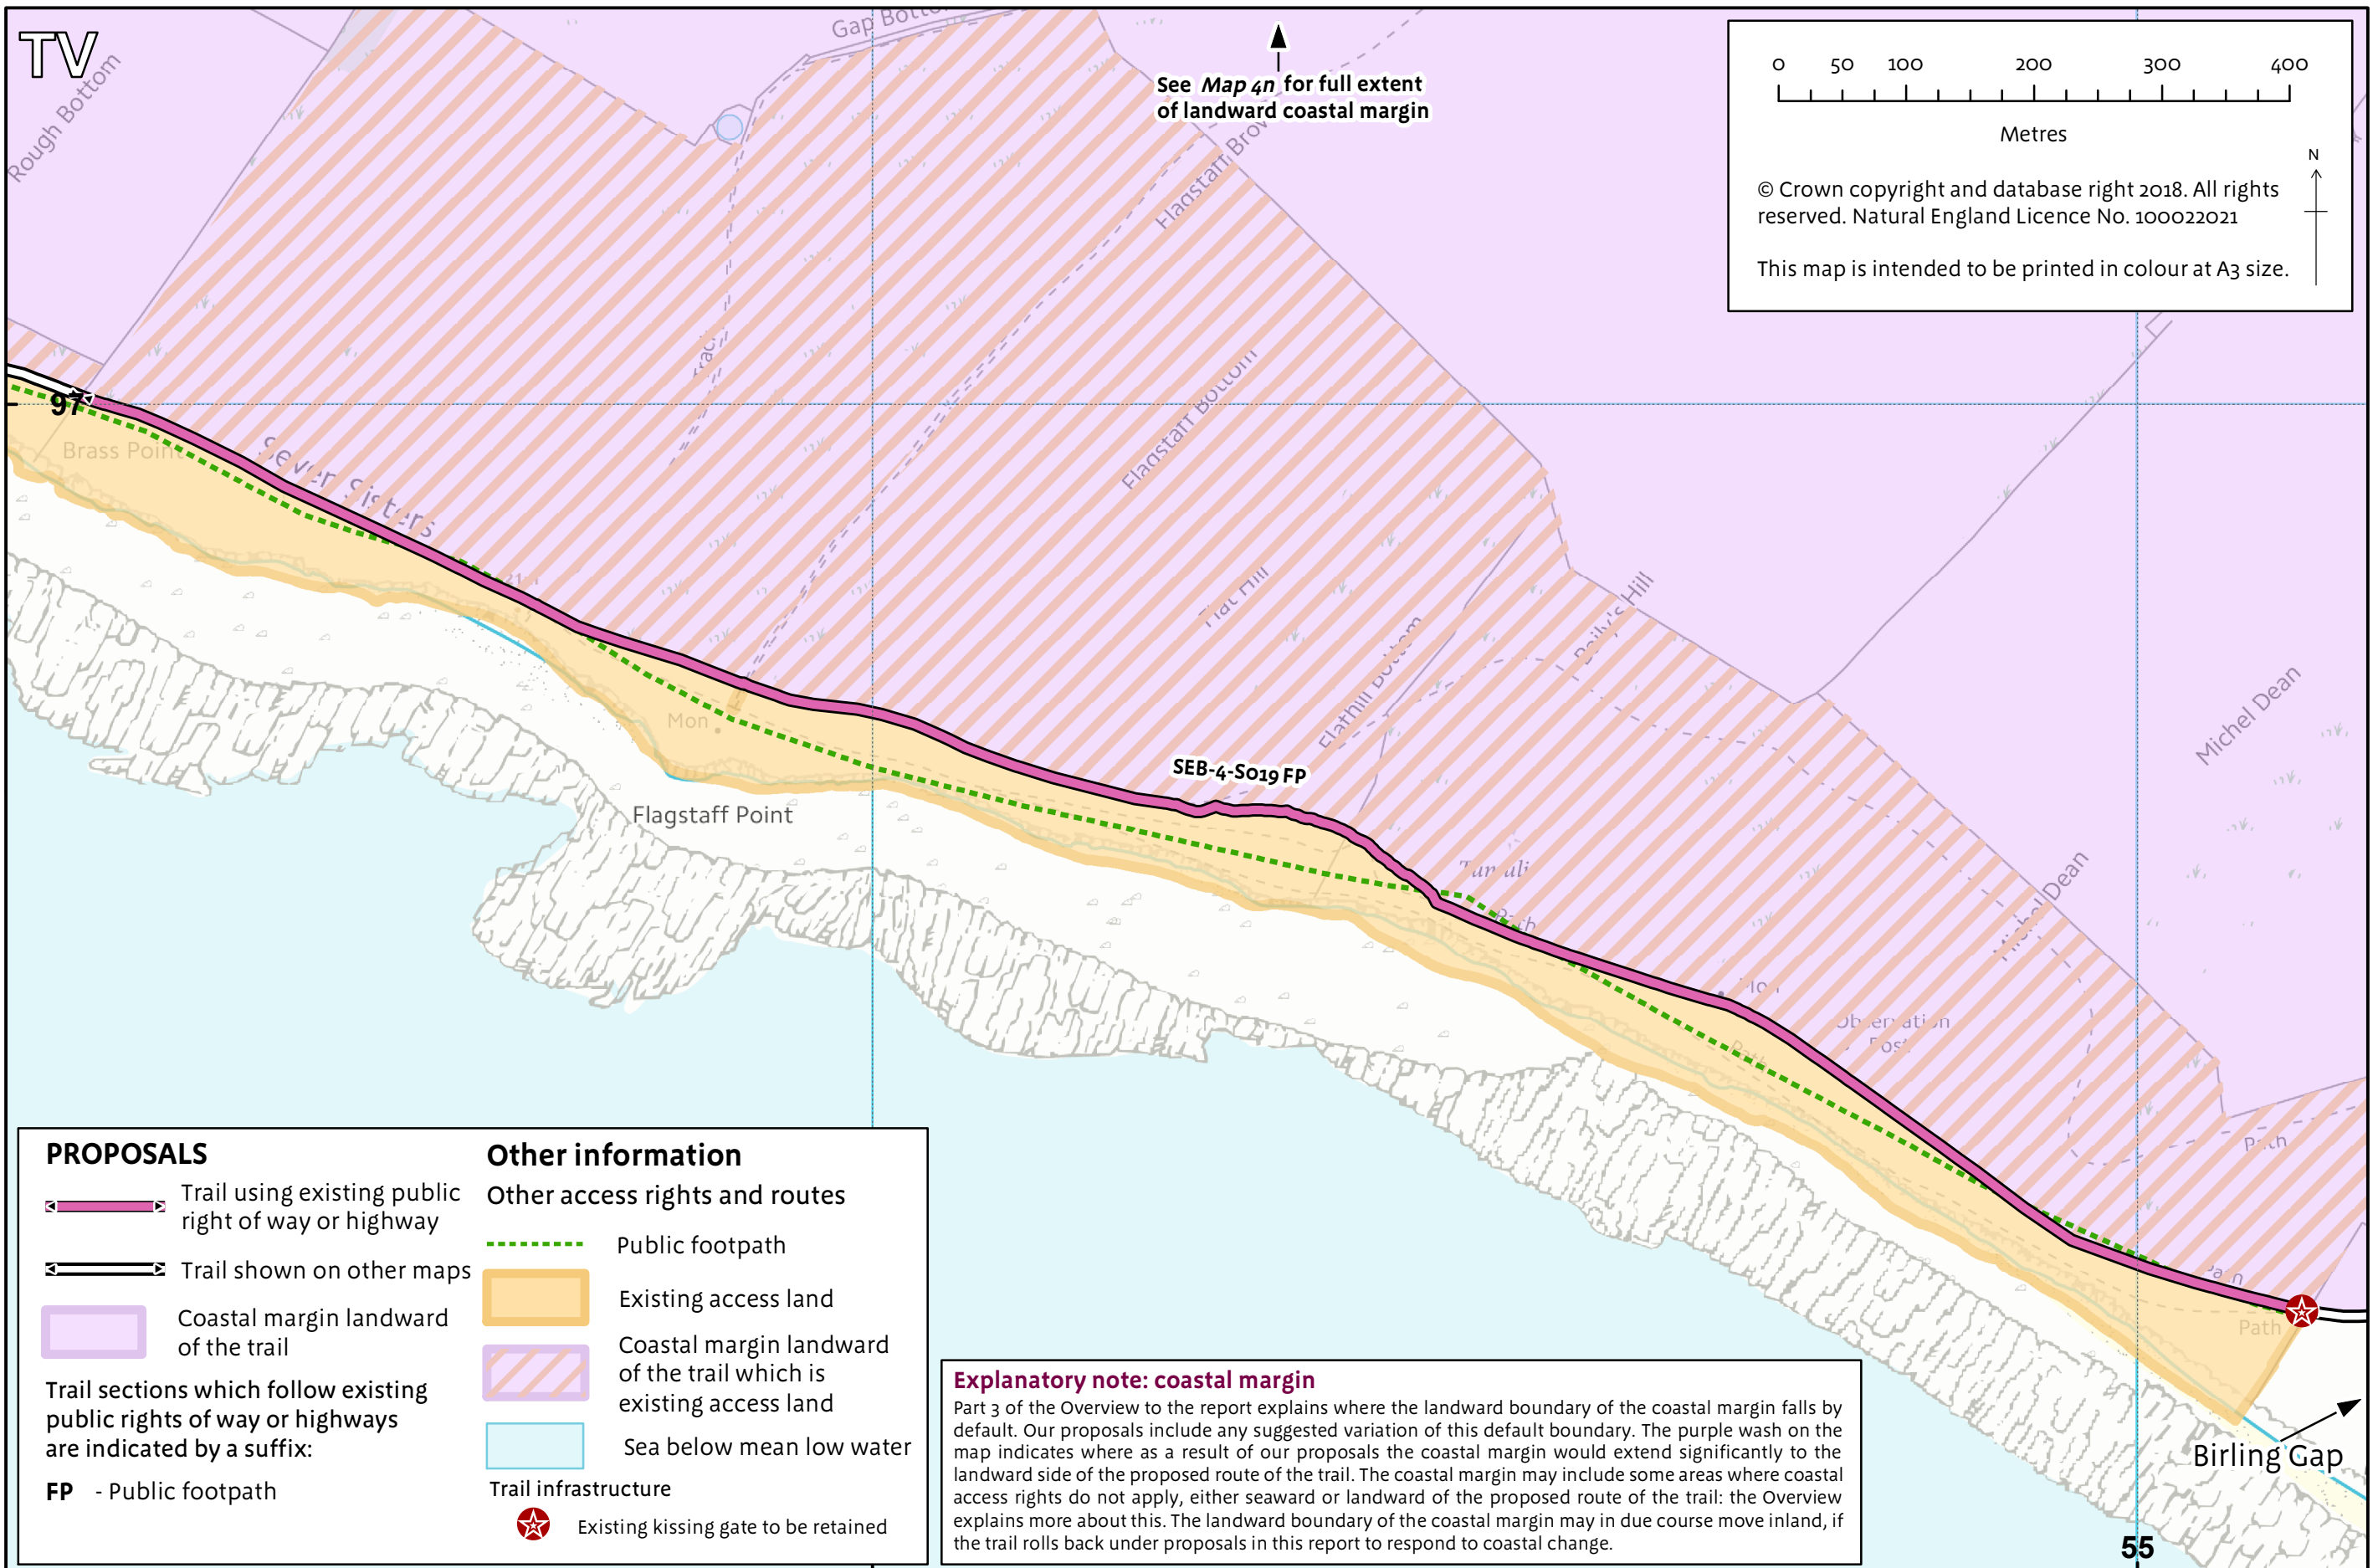 TV
Rough Bottom
Gap Botto
See Map 4n for full extent
of landward coastal margin
Flagstaff Brow
0 50 100 200 300 400
Metres
N
© Crown copyright and database right 2018. All rights
reserved. Natural England Licence No. 100022021
This map is intended to be printed in colour at A3 size.
Track
97
Brass Point
Seven Sisters
Flagstaff Bottom
Flat Hill
Baily's Hill
Flathill Bottom
Michel Dean
Mon
SEB-4-S019 FP
Flagstaff Point
Tumuli
Path
Michel Dean
Mon
Observation
Post
Path
Path
Path
Path
Birling Gap
55
PROPOSALS
Trail using existing public
right of way or highway
Trail shown on other maps
Coastal margin landward
of the trail
Trail sections which follow existing
public rights of way or highways
are indicated by a suffix:
FP - Public footpath
Other information
Other access rights and routes
Public footpath
Existing access land
Coastal margin landward
of the trail which is
existing access land
Sea below mean low water
Trail infrastructure
Existing kissing gate to be retained
Explanatory note: coastal margin
Part 3 of the Overview to the report explains where the landward boundary of the coastal margin falls by
default. Our proposals include any suggested variation of this default boundary. The purple wash on the
map indicates where as a result of our proposals the coastal margin would extend significantly to the
landward side of the proposed route of the trail. The coastal margin may include some areas where coastal
access rights do not apply, either seaward or landward of the proposed route of the trail: the Overview
explains more about this. The landward boundary of the coastal margin may in due course move inland, if
the trail rolls back under proposals in this report to respond to coastal change.